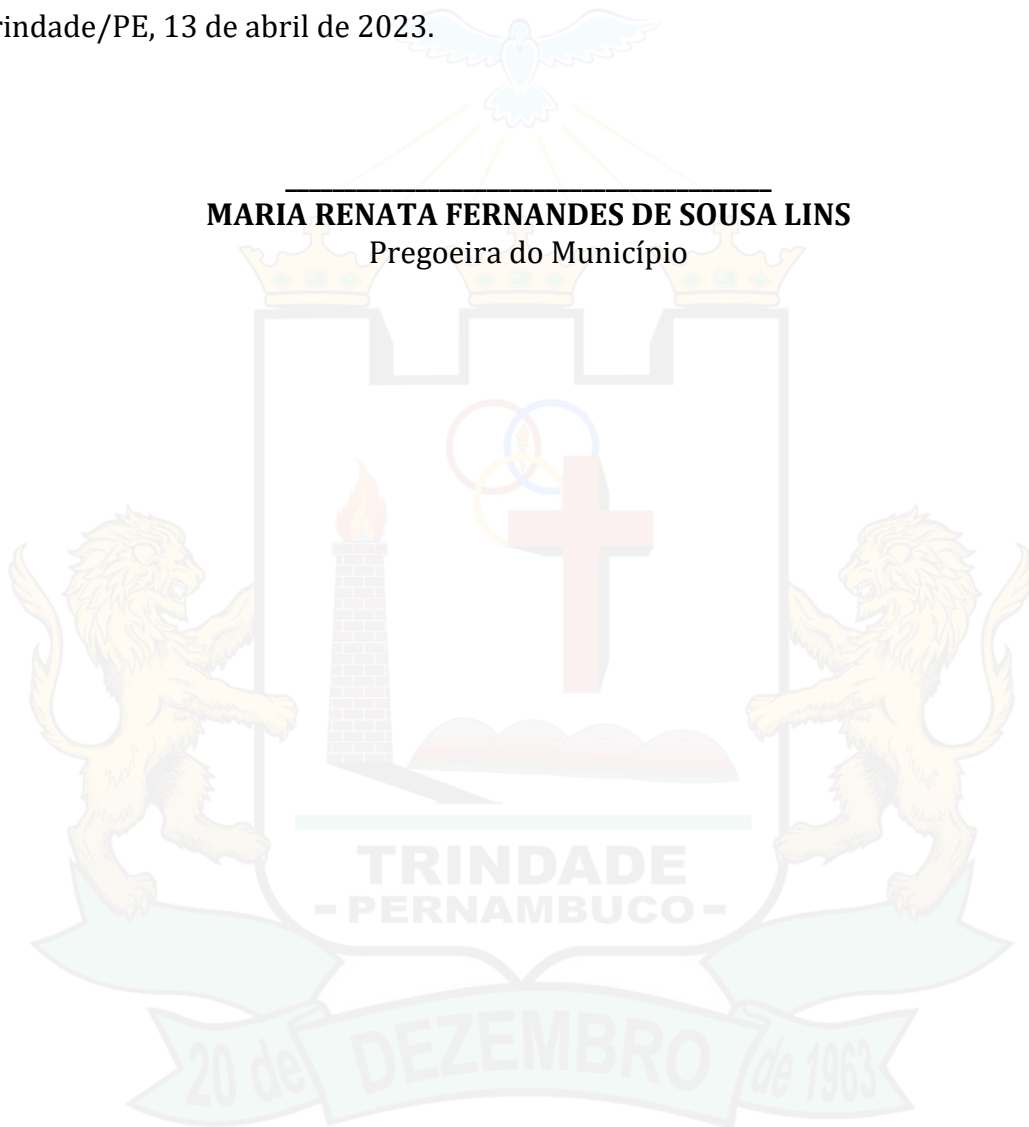 rindade/PE, 13 de abril de 2023.
MARIA RENATA FERNANDES DE SOUSA LINS
Pregoeira do Município
TRINDADE
- PERNAMBUCO -
20 de DEZEMBRO de 1963